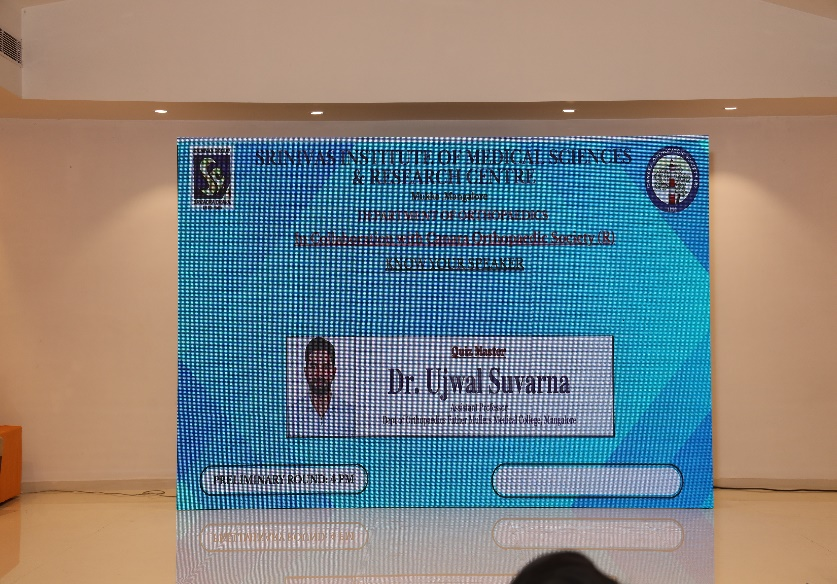 SRINIVAS INSTITUTE OF MEDICAL SCIENCES
& RESEARCH CENTRE
Mukka, Mangalore
DEPARTMENT OF ORTHOPAEDICS
In Collaboration with Canara Orthopaedic Society (R)
KNOW YOUR SPEAKER
Quiz Master
Dr. Ujwal Suvarna
Assistant Professor
Dept of Orthopaedics Father Mullers Medical College, Mangalore
PRELIMINARY ROUND: 4 PM